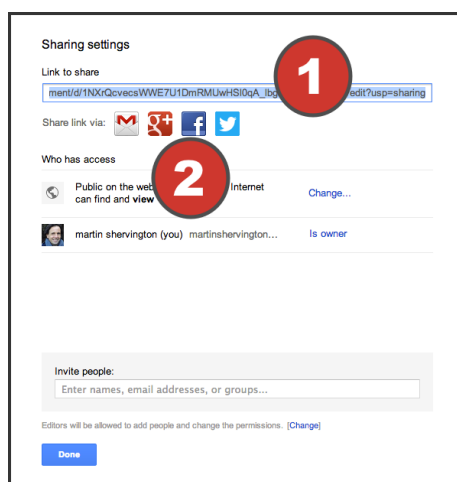 Sharing settings
Link to share
1
edit?usp=sharing
Share link via:
2
Who has access
Public on the web Internet
can find and view
Change...
martin shervington (you) martinshervington...
Is owner
Invite people:
Enter names, email addresses, or groups...
Editors will be allowed to add people and change the permissions. [Change]
Done